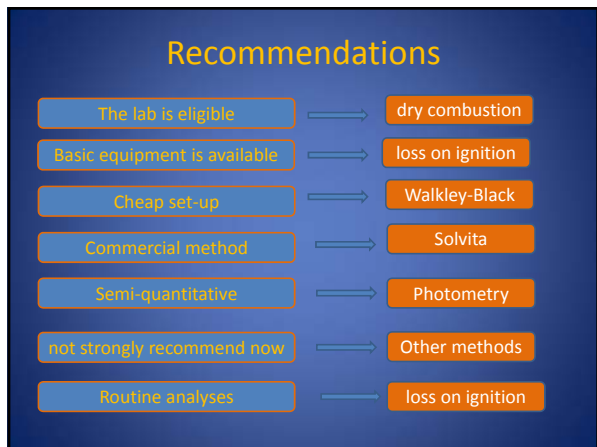 Recommendations
The lab is eligible
dry combustion
Basic equipment is available
loss on ignition
Cheap set-up
Walkley-Black
Commercial method
Solvita
Semi-quantitative
Photometry
not strongly recommend now
Other methods
Routine analyses
loss on ignition